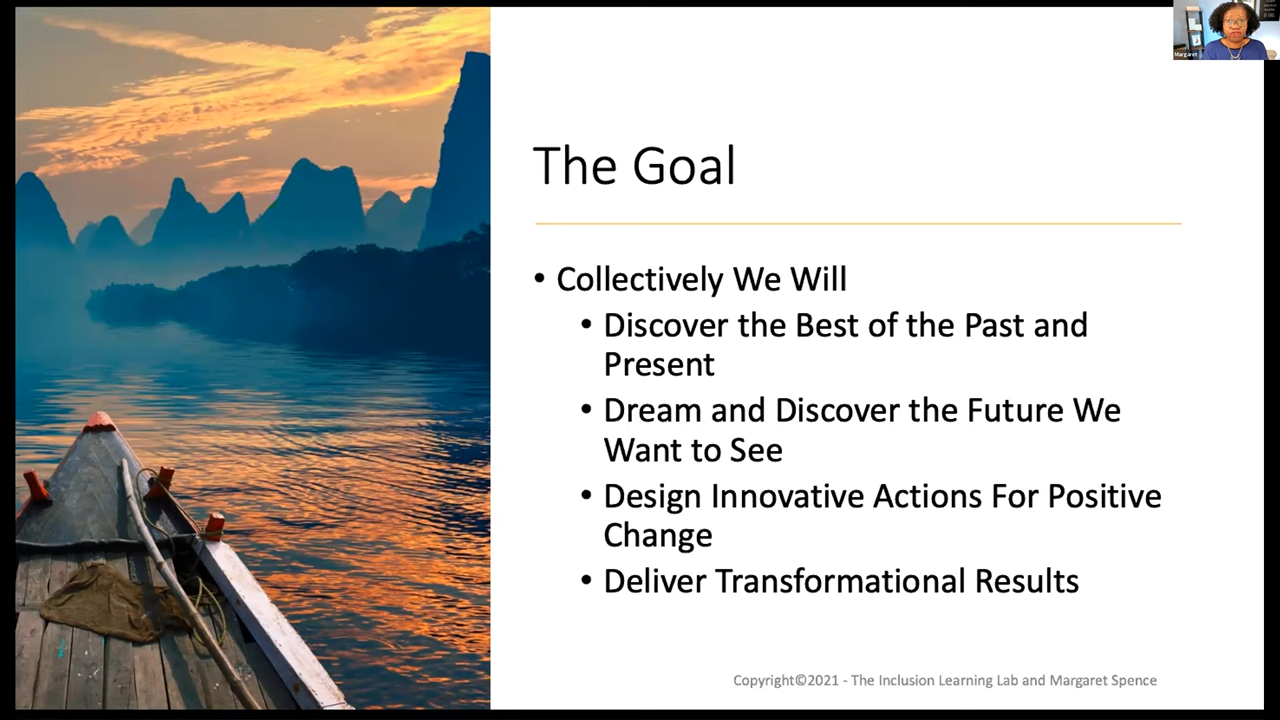 Margaret
The Goal
• Collectively We Will
• Discover the Best of the Past and
Present
• Dream and Discover the Future We
Want to See
• Design Innovative Actions For Positive
Change
• Deliver Transformational Results
Copyright©2021 - The Inclusion Learning Lab and Margaret Spence